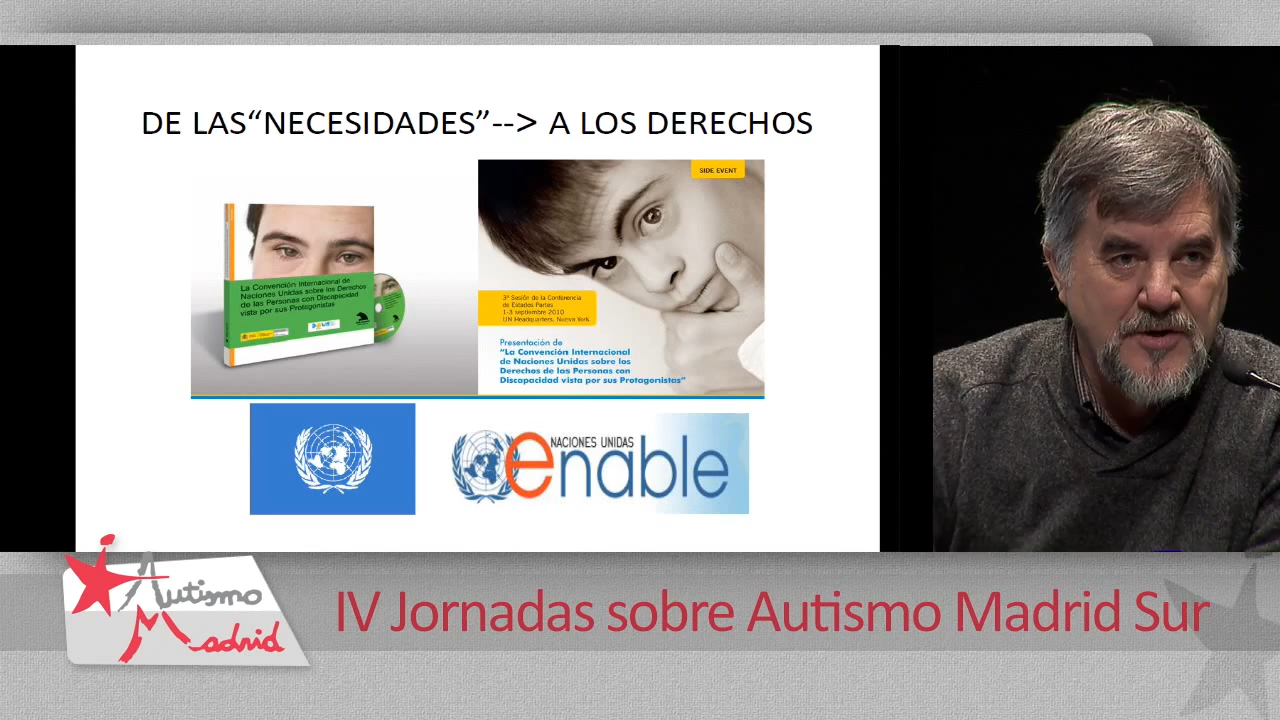 DE LAS“NECESIDADES”--> A LOS DERECHOS
SIDE EVENT
La Convención Internacional de
Naciones Unidas sobre los Derechos
de las Personas con Discapacidad
vista por sus Protagonistas
3ª Sesión de la Conferencia
de Estados Partes
1-3 septiembre 2010
UN Headquarters, Nueva York
Presentación de
“La Convención Internacional
de Naciones Unidas sobre los
Derechos de las Personas con
Discapacidad vista por sus Protagonistas”
NACIONES UNIDAS
enable
Autismo
Madrid
IV Jornadas sobre Autismo Madrid Sur